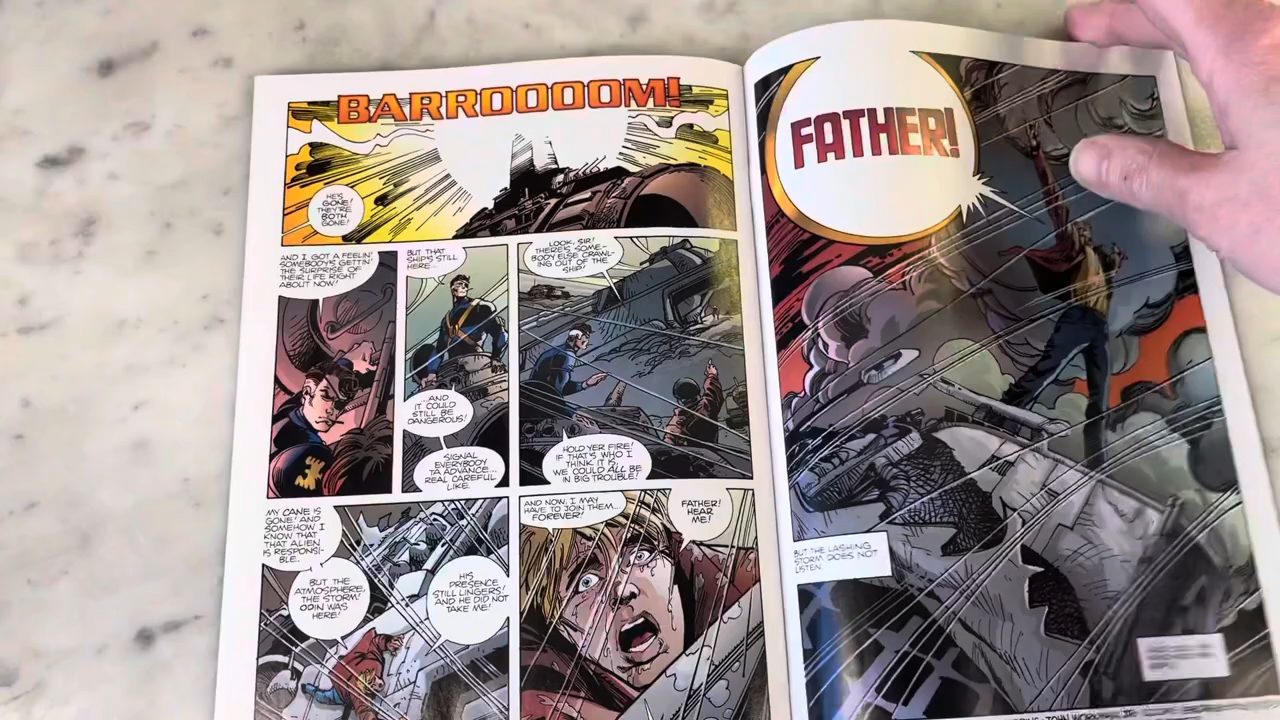 BARROOOOOM!
HE'S
GONE!
THEY'RE
BOTH
GONE!
AND I GOT A FEELIN'
SOMEBODY'S GETTIN'
THE SURPRISE OF
THEIR LIFE RIGHT
ABOUT NOW!
BUT THAT
SHIP'S STILL
HERE...
...AND
IT COULD
STILL BE
DANGEROUS!
SIGNAL
EVERYBODY
TA ADVANCE...
REAL CAREFUL
LIKE.
LOOK, SIR!
THERE'S SOME-
BODY ELSE CRAWL-
ING OUT OF THE
SHIP!
HOLD YER FIRE!
IF THAT'S WHO I
THINK IT IS,
WE COULD ALL BE
IN BIG TROUBLE!
MY CANE IS
GONE! AND
SOMEHOW, I
KNOW THAT
THAT ALIEN
IS RESPONSI-
BLE.
BUT THE
ATMOSPHERE,
THE STORM!
ODIN WAS
HERE!
HIS
PRESENCE
STILL LINGERS!
AND HE DID NOT
TAKE ME!
AND NOW, I MAY
HAVE TO JOIN THEM...
FOREVER!
FATHER!
HEAR
ME!
FATHER!
BUT THE LASHING
STORM DOES NOT
LISTEN.